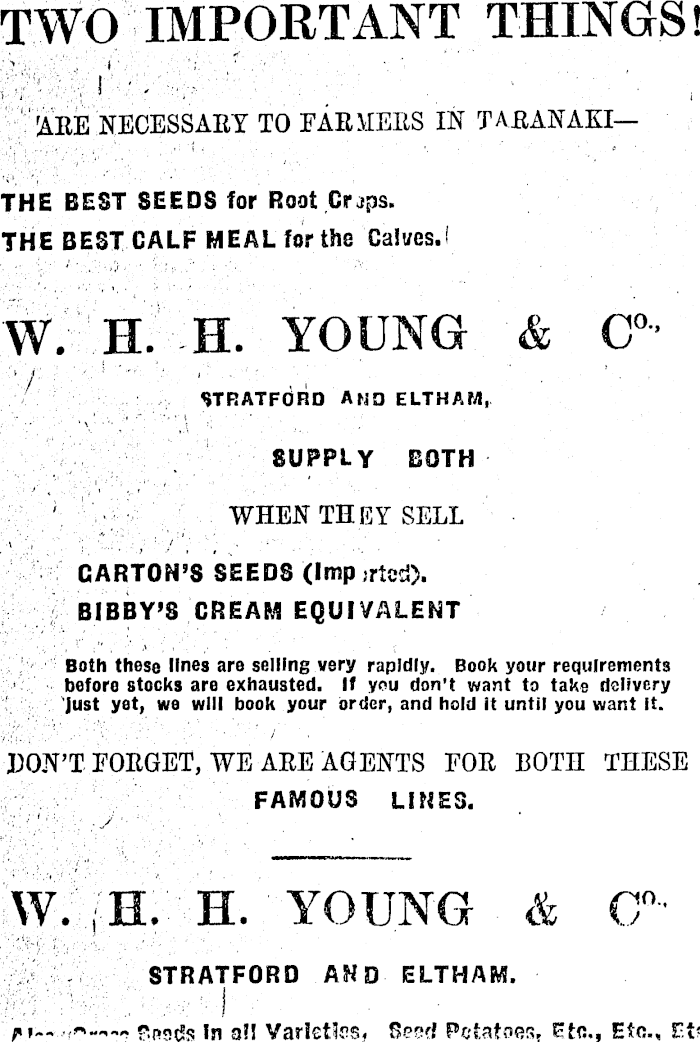 TWO IMPORTANT THINGS!
ARE NECESSARY TO FARMERS IN TARANAKI—
THE BEST SEEDS for Root Crops.
THE BEST CALF MEAL for the Calves.
W. H. H. YOUNG & Co.,
STRATFORD AND ELTHAM,
SUPPLY BOTH
WHEN THEY SELL
GARTON'S SEEDS (Imported).
BIBBY'S CREAM EQUIVALENT
Both these lines are selling very rapidly. Book your requirements
before stocks are exhausted. If you don't want to take delivery
just yet, we will book your order, and hold it until you want it.
DON'T FORGET, WE ARE AGENTS FOR BOTH THESE
FAMOUS LINES.
W. H. H. YOUNG & Co.,
STRATFORD AND ELTHAM.
Seeds in all Varieties, Seed Potatoes, Etc., Etc., Etc